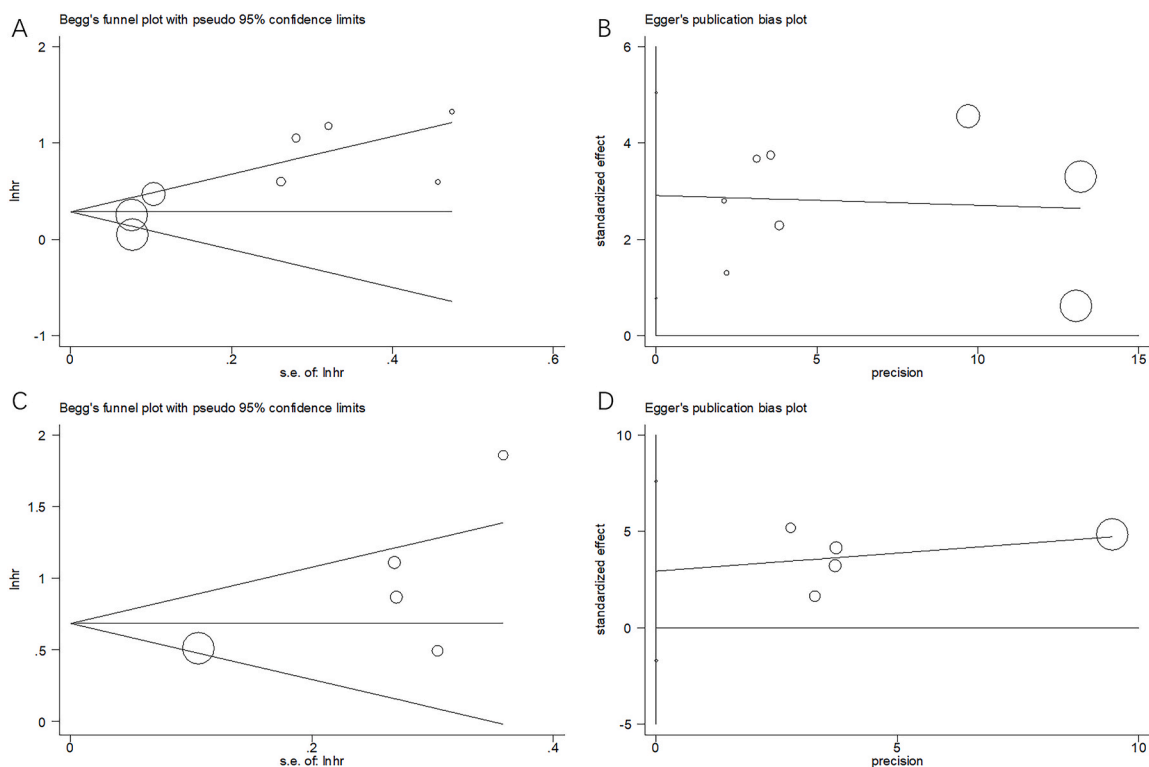 A
Begg's funnel plot with pseudo 95% confidence limits
2
1
0
-1
lnhr
0
.2
.4
.6
s.e. of: lnhr
B
Egger's publication bias plot
6
4
2
0
standardized effect
0
5
10
15
precision
C
Begg's funnel plot with pseudo 95% confidence limits
2
1.5
1
.5
0
lnhr
0
.2
.4
s.e. of: lnhr
D
Egger's publication bias plot
10
5
0
-5
standardized effect
0
5
10
precision